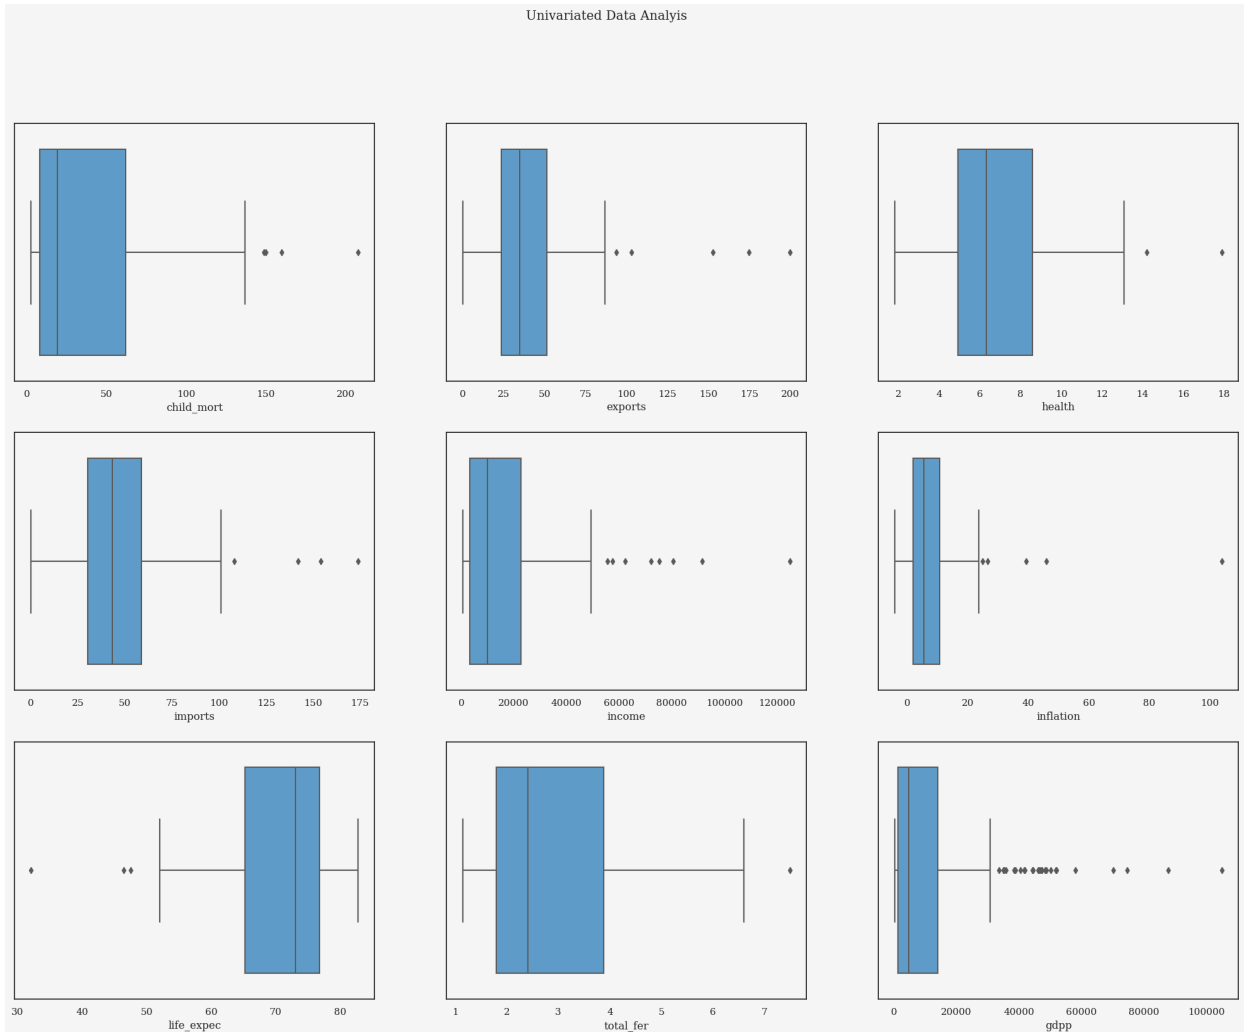 Univariated Data Analyis
0 50 100 150 200
child_mort
0 25 50 75 100 125 150 175 200
exports
2 4 6 8 10 12 14 16 18
health
0 25 50 75 100 125 150 175
imports
0 20000 40000 60000 80000 100000 120000
income
0 20 40 60 80 100
inflation
30 40 50 60 70 80
life_expec
1 2 3 4 5 6 7
total_fer
0 20000 40000 60000 80000 100000
gdpp